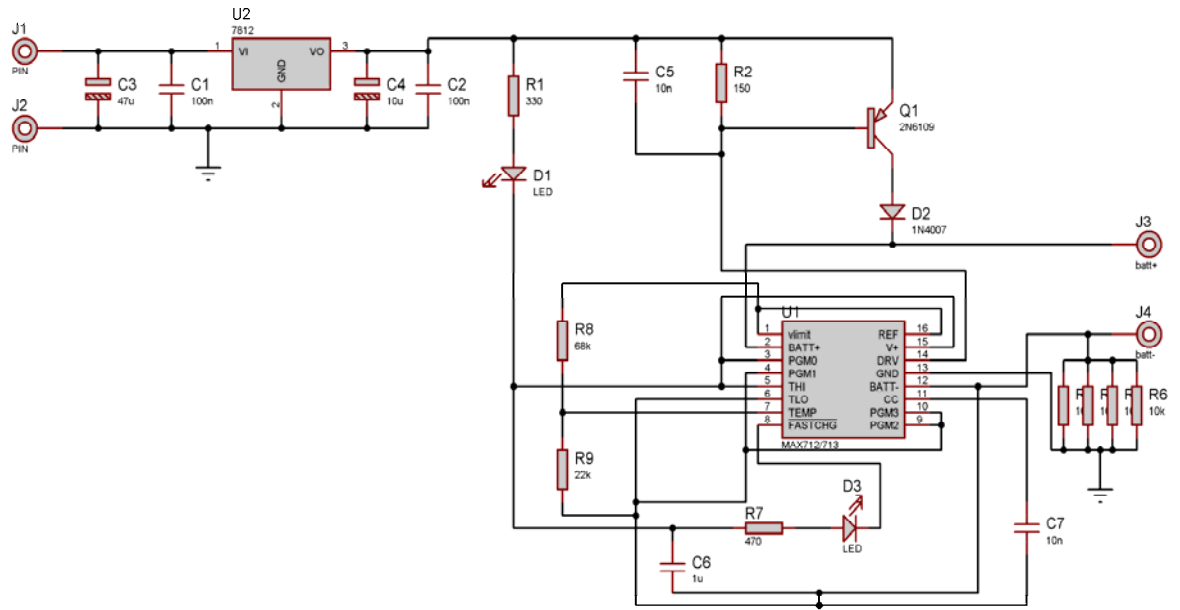 J1
PIN
J2
PIN
C3
47u
C1
100n
U2
7812
1
VI
VO
3
GND
2
C4
10u
C2
100n
R1
330
D1
LED
C5
10n
R2
150
Q1
2N6109
D2
1N4007
J3
batt+
J4
batt-
R8
68k
R9
22k
U1
1
vlimit
REF
16
2
BATT+
V+
15
3
PGM0
DRV
14
4
PGM1
GND
13
5
THI
BATT-
12
6
TLO
CC
11
7
TEMP
PGM3
10
8
FASTCHG
PGM2
9
MAX712/713
R
R
R
R6
10k
R7
470
D3
LED
C6
1u
C7
10n